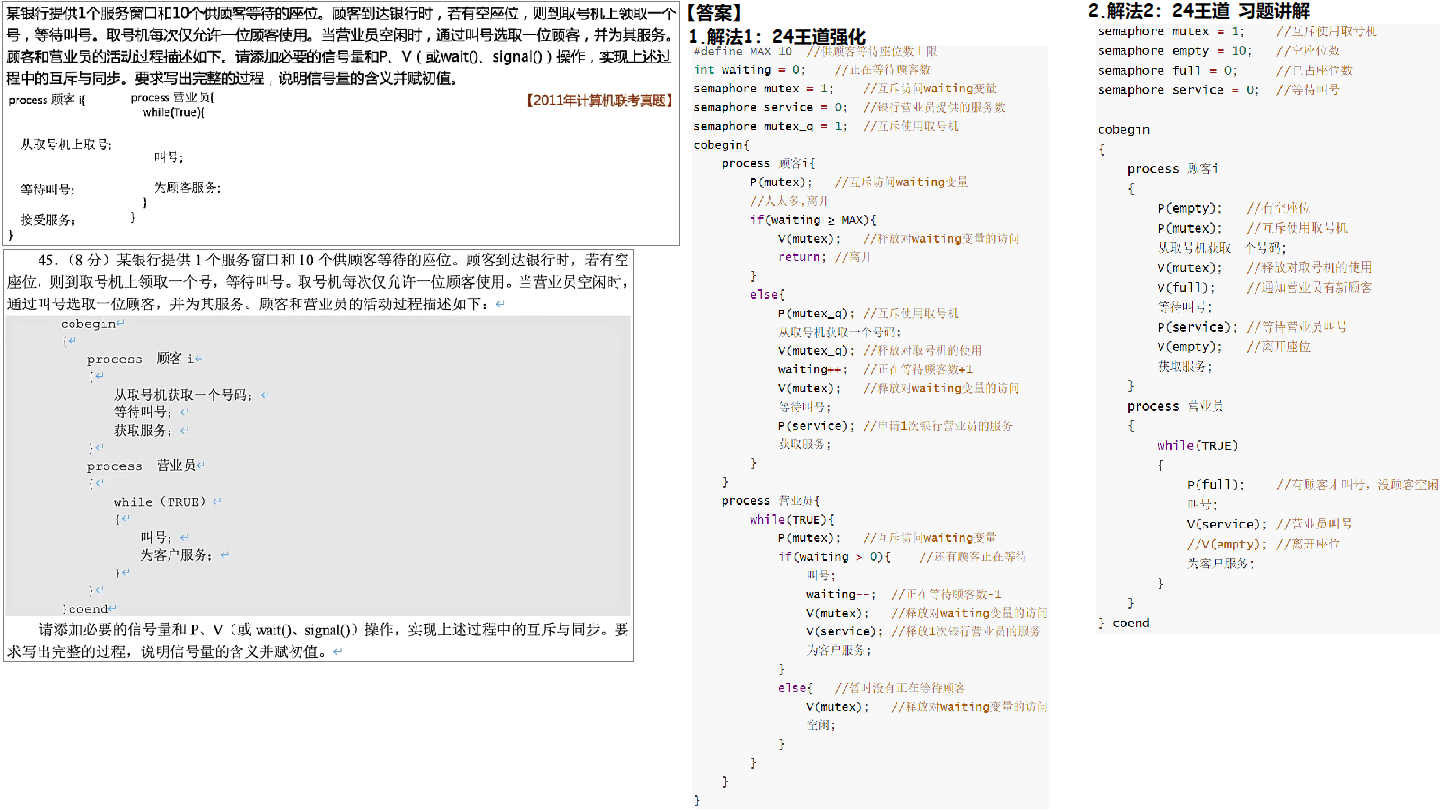 某银行提供1个服务窗口和10个供顾客等待的座位。顾客到达银行时，若有空座位，则到取号机上领取一个
号，等待叫号。取号机每次仅允许一位顾客使用。当营业员空闲时，通过叫号选取一位顾客，并为其服务。
顾客和营业员的活动过程描述如下。请添加必要的信号量和P、V（或wait()、signal()）操作，实现上述过
程中的互斥与同步。要求写出完整的过程，说明信号量的含义并赋初值。
process 顾客 i{
从取号机上取号;
等待叫号;
接受服务;
}
process 营业员{
while(True){
叫号;
为顾客服务;
}
}
【2011年计算机联考真题】
45.（8 分）某银行提供 1 个服务窗口和 10 个供顾客等待的座位。顾客到达银行时，若有空
座位，则到取号机上领取一个号，等待叫号。取号机每次仅允许一位顾客使用。当营业员空闲时，
通过叫号选取一位顾客，并为其服务。顾客和营业员的活动过程描述如下：↵
cobegin↵
{↵
process 顾客 i↵
{↵
从取号机获取一个号码；↵
等待叫号；↵
获取服务；↵
}↵
process 营业员↵
{↵
while（TRUE）↵
{↵
叫号；↵
为客户服务；↵
}↵
}↵
}coend↵
请添加必要的信号量和 P、V（或 wait()、signal()）操作，实现上述过程中的互斥与同步。要
求写出完整的过程，说明信号量的含义并赋初值。↵
【答案】
1.解法1：24王道强化
#define MAX 10 //供顾客等待座位数上限
int waiting = 0; //正在等待顾客数
semaphore mutex = 1; //互斥访问waiting变量
semaphore service = 0; //银行营业员提供的服务数
semaphore mutex_q = 1; //互斥使用取号机
cobegin{
process 顾客i{
P(mutex); //互斥访问waiting变量
//人太多,离开
if(waiting ≥ MAX){
V(mutex); //释放对waiting变量的访问
return; //离开
}
else{
P(mutex_q); //互斥使用取号机
从取号机获取一个号码;
V(mutex_q); //释放对取号机的使用
waiting++; //正在等待顾客数+1
V(mutex); //释放对waiting变量的访问
等待叫号;
P(service); //申请1次银行营业员的服务
获取服务;
}
}
process 营业员{
while(TRUE){
P(mutex); //互斥访问waiting变量
if(waiting > 0){ //还有顾客正在等待
叫号;
waiting--; //正在等待顾客数-1
V(mutex); //释放对waiting变量的访问
V(service); //释放1次银行营业员的服务
为客户服务;
}
else{ //暂时没有正在等待顾客
V(mutex); //释放对waiting变量的访问
空闲;
}
}
}
}
2.解法2：24王道 习题讲解
semaphore mutex = 1; //互斥使用取号机
semaphore empty = 10; //空座位数
semaphore full = 0; //已占座位数
semaphore service = 0; //等待叫号
cobegin
{
process 顾客i
{
P(empty); //有空座位
P(mutex); //互斥使用取号机
从取号机获取一个号码;
V(mutex); //释放对取号机的使用
V(full); //通知营业员有新顾客
等待叫号;
P(service); //等待营业员叫号
V(empty); //离开座位
获取服务;
}
process 营业员
{
while(TRUE)
{
P(full); //有顾客才叫号，没顾客空闲
叫号;
V(service); //营业员叫号
//V(empty); //离开座位
为客户服务;
}
}
} coend